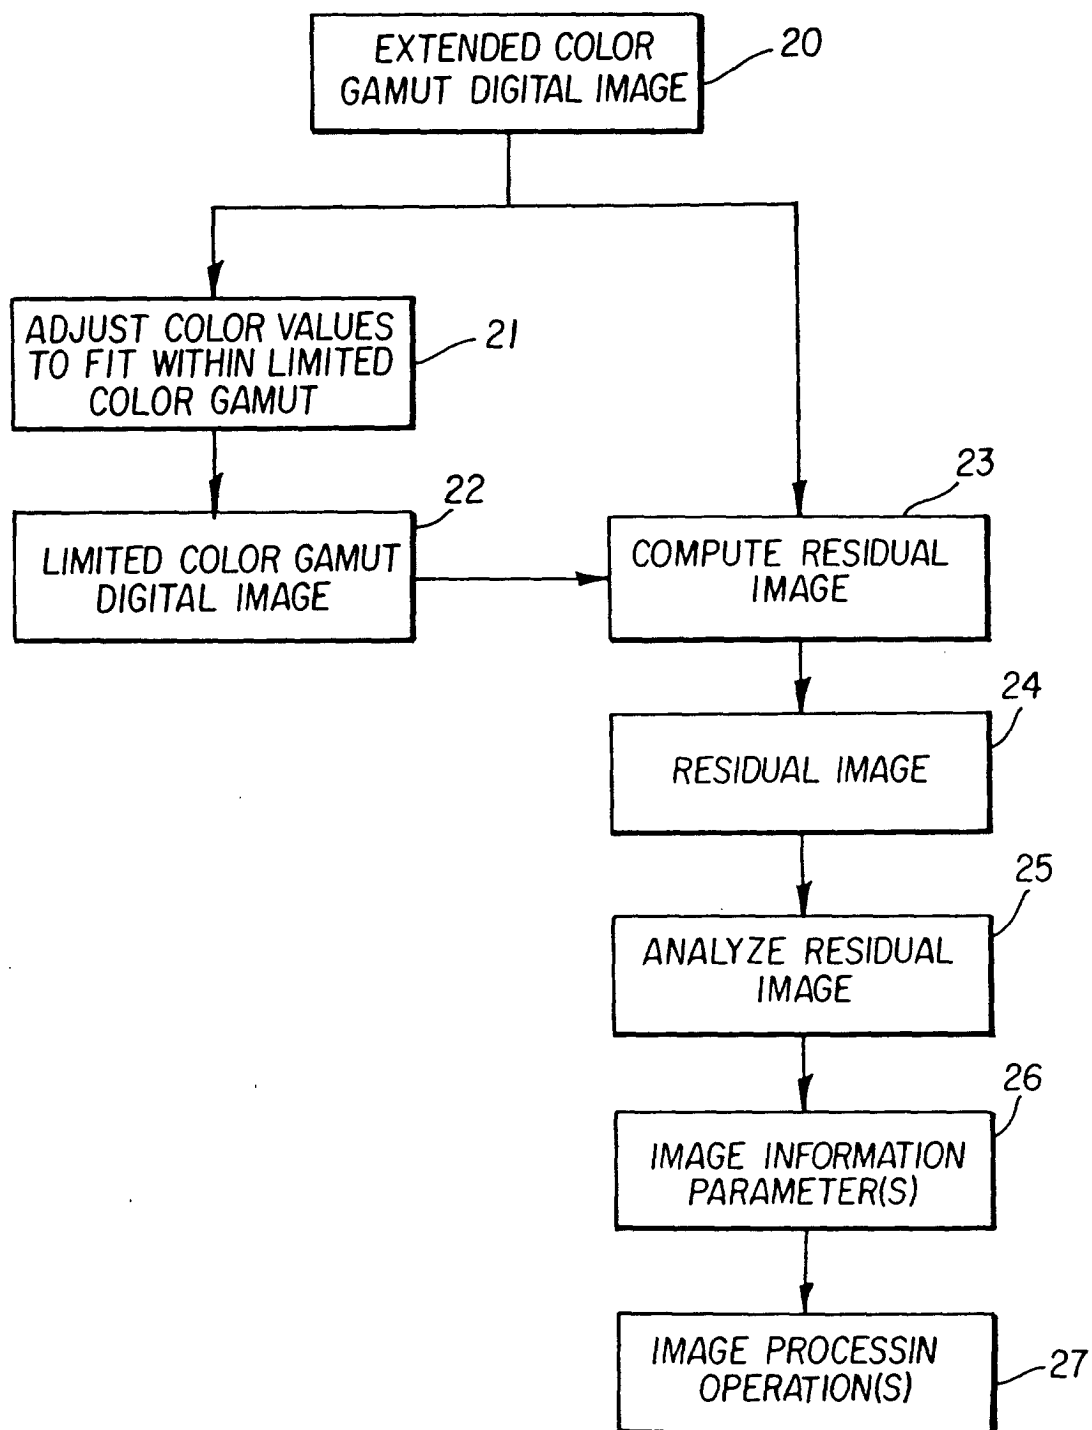 EXTENDED COLOR
GAMUT DIGITAL IMAGE
20
ADJUST COLOR VALUES
TO FIT WITHIN LIMITED
COLOR GAMUT
21
22
LIMITED COLOR GAMUT
DIGITAL IMAGE
23
COMPUTE RESIDUAL
IMAGE
24
RESIDUAL IMAGE
25
ANALYZE RESIDUAL
IMAGE
26
IMAGE INFORMATION
PARAMETER(S)
IMAGE PROCESSIN
OPERATION(S)
27